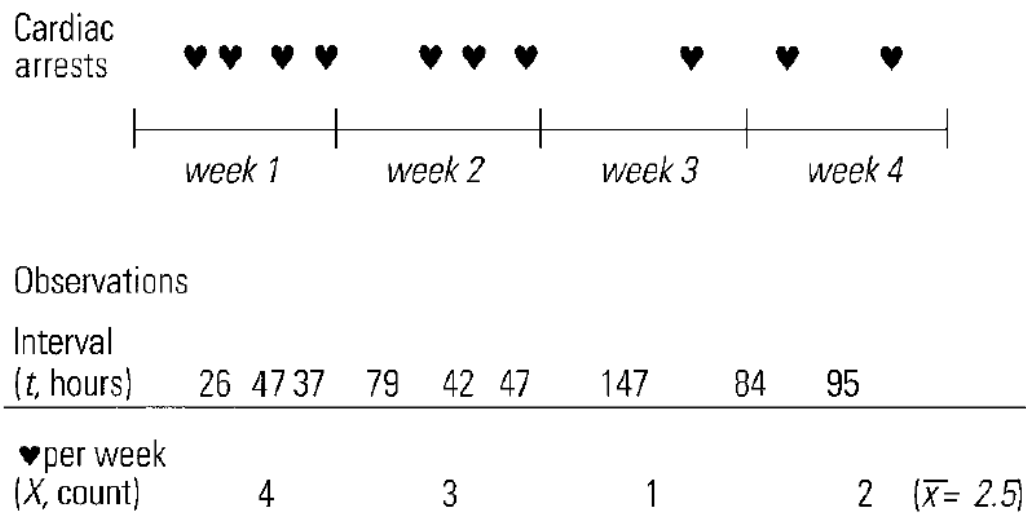 Cardiac
arrests
week 1 week 2 week 3 week 4
Observations
Interval
(t, hours) 26 47 37 79 42 47 147 84 95
♥per week
(X, count) 4 3 1 2 (x̅= 2.5)